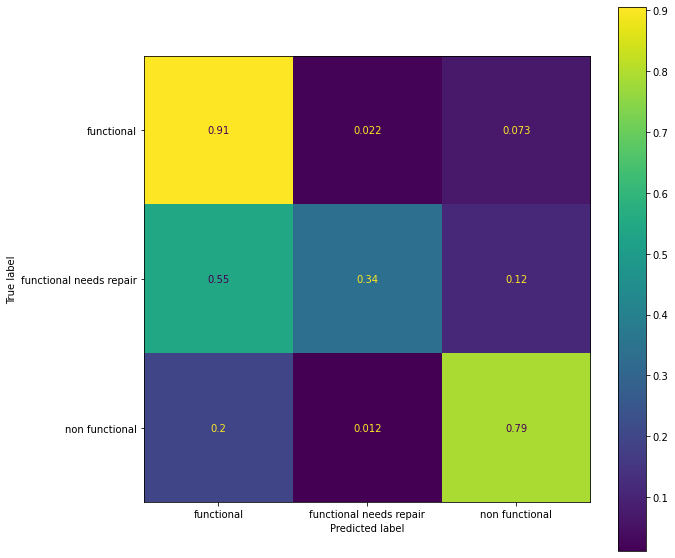 0.9
0.8
0.7
0.6
0.5
0.4
0.3
0.2
0.1
True label
functional
0.91 0.022 0.073
functional needs repair
0.55 0.34 0.12
non functional
0.2 0.012 0.79
functional functional needs repair non functional
Predicted label